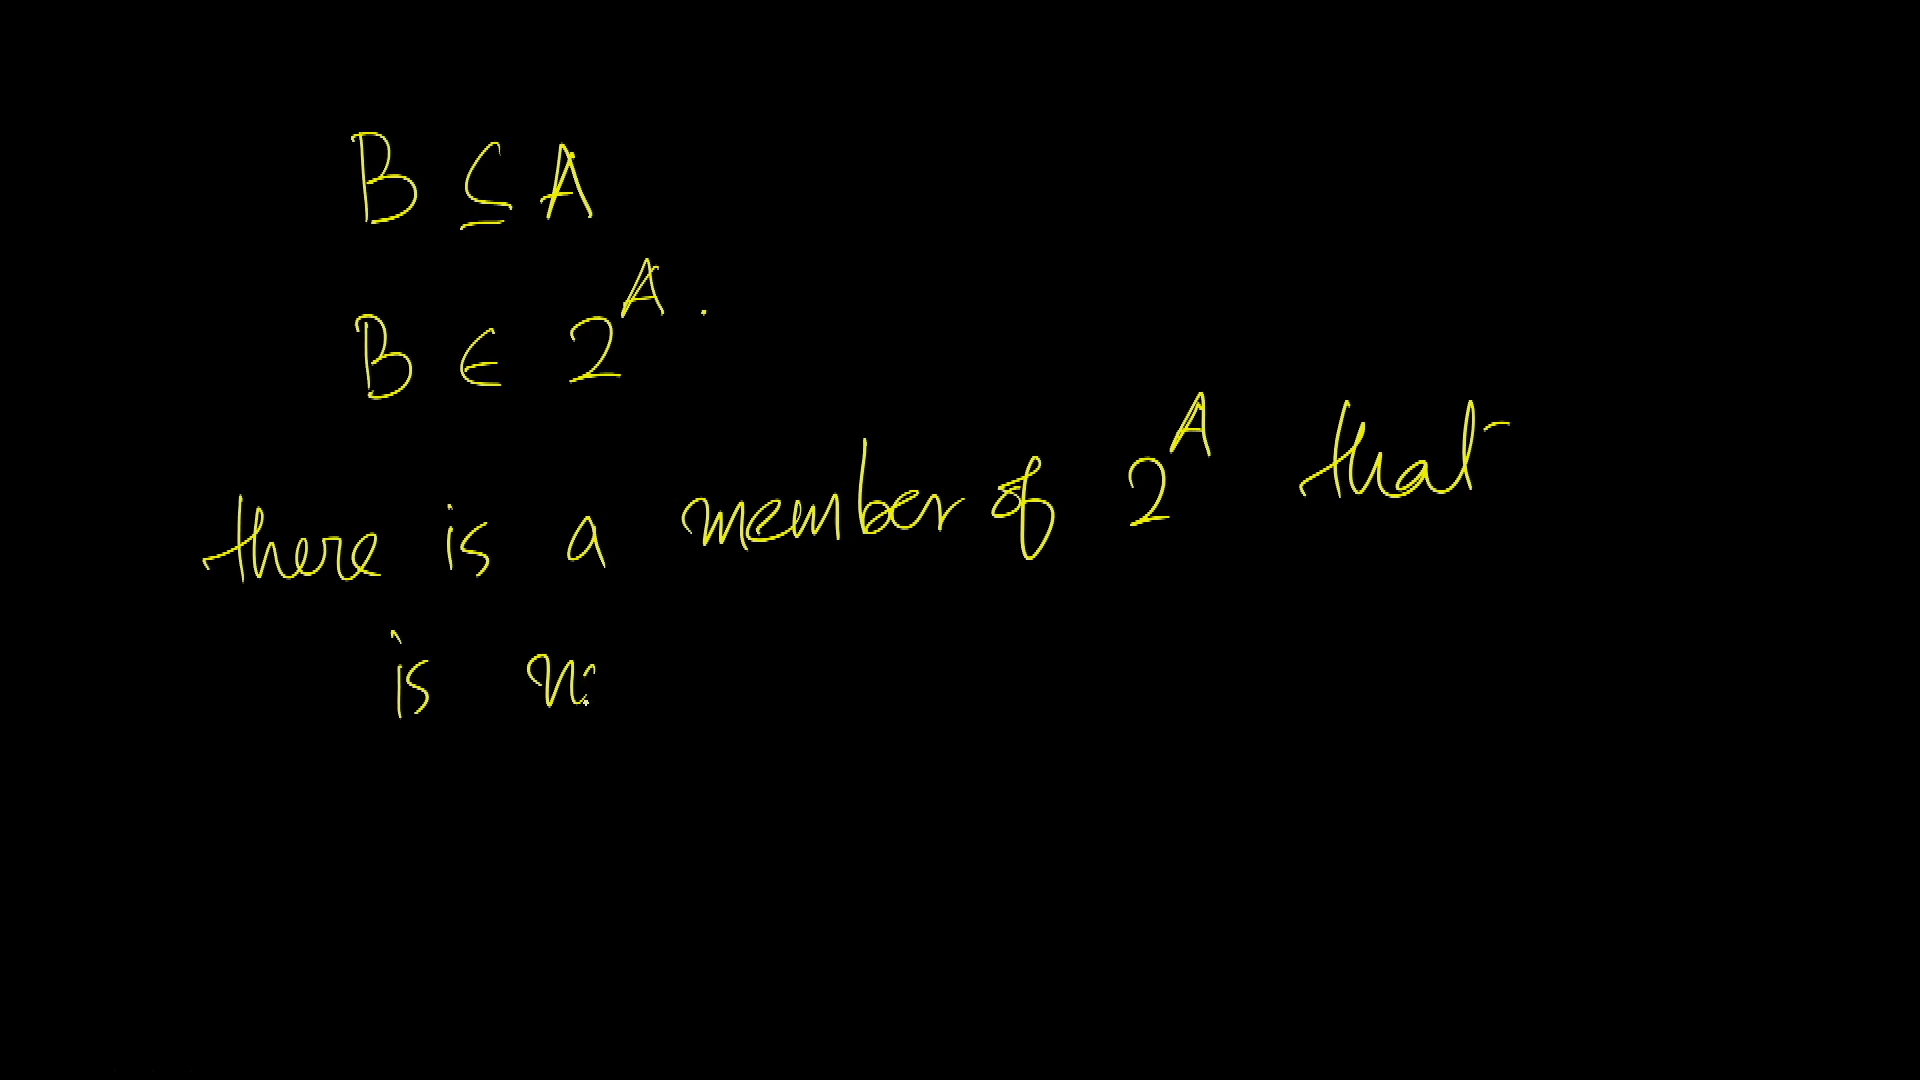 B ⊆ A
B ∈ 2^A .
there is a member of 2^A that
is